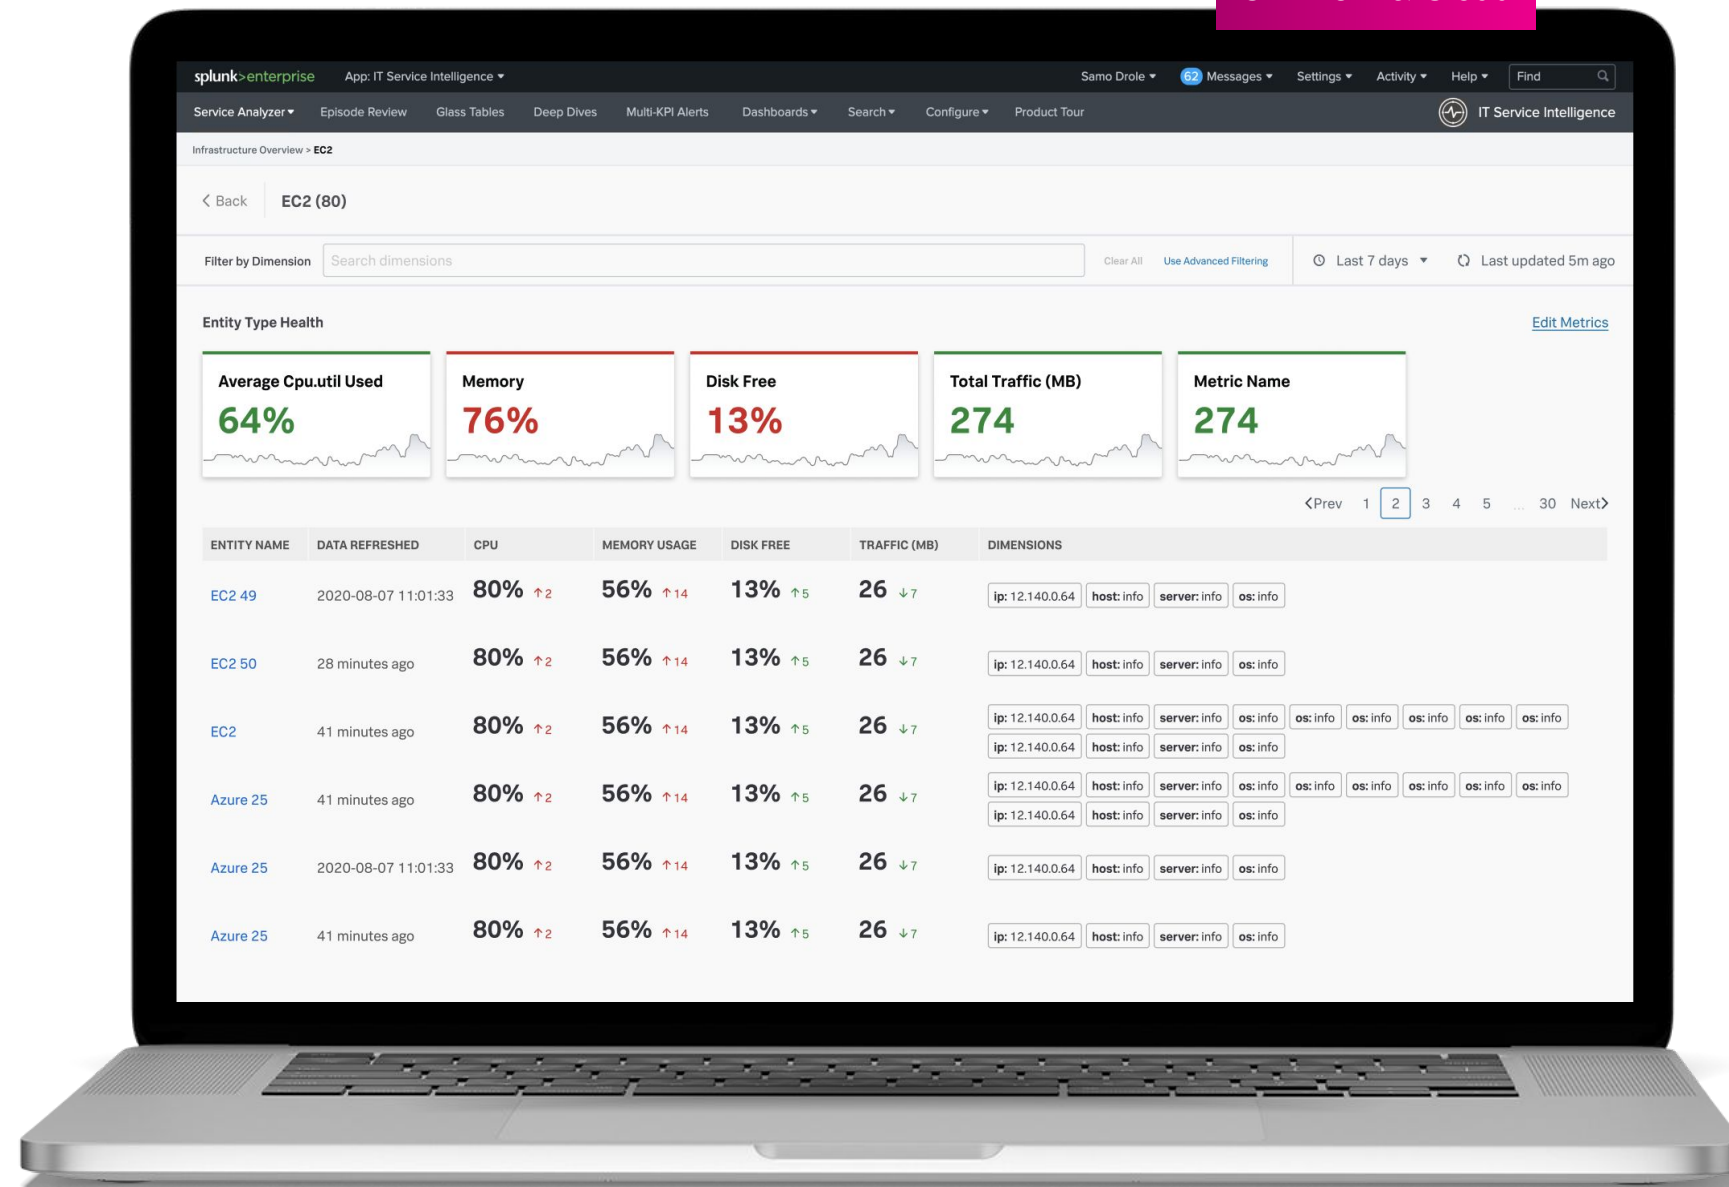 splunk>enterprise App: IT Service Intelligence Samo Drole 62 Messages Settings Activity Help Find
Service Analyzer Episode Review Glass Tables Deep Dives Multi-KPI Alerts Dashboards Search Configure Product Tour IT Service Intelligence
Infrastructure Overview > EC2
Back EC2 (80)
Filter by Dimension Search dimensions Clear All Use Advanced Filtering Last 7 days Last updated 5m ago
Entity Type Health Edit Metrics
Average Cpu.util Used Memory Disk Free Total Traffic (MB) Metric Name
64% 76% 13% 274 274
Prev 1 2 3 4 5 ... 30 Next
ENTITY NAME DATA REFRESHED CPU MEMORY USAGE DISK FREE TRAFFIC (MB) DIMENSIONS
EC2 49 2020-08-07 11:01:33 80% ↑2 56% ↑14 13% ↑5 26 ↓7 ip: 12.140.0.64 host: info server: info os: info
EC2 50 28 minutes ago 80% ↑2 56% ↑14 13% ↑5 26 ↓7 ip: 12.140.0.64 host: info server: info os: info
EC2 41 minutes ago 80% ↑2 56% ↑14 13% ↑5 26 ↓7 ip: 12.140.0.64 host: info server: info os: info os: info os: info os: info os: info os: info
ip: 12.140.0.64 host: info server: info os: info
Azure 25 41 minutes ago 80% ↑2 56% ↑14 13% ↑5 26 ↓7 ip: 12.140.0.64 host: info server: info os: info os: info os: info os: info os: info os: info
ip: 12.140.0.64 host: info server: info os: info
Azure 25 2020-08-07 11:01:33 80% ↑2 56% ↑14 13% ↑5 26 ↓7 ip: 12.140.0.64 host: info server: info os: info
Azure 25 41 minutes ago 80% ↑2 56% ↑14 13% ↑5 26 ↓7 ip: 12.140.0.64 host: info server: info os: info